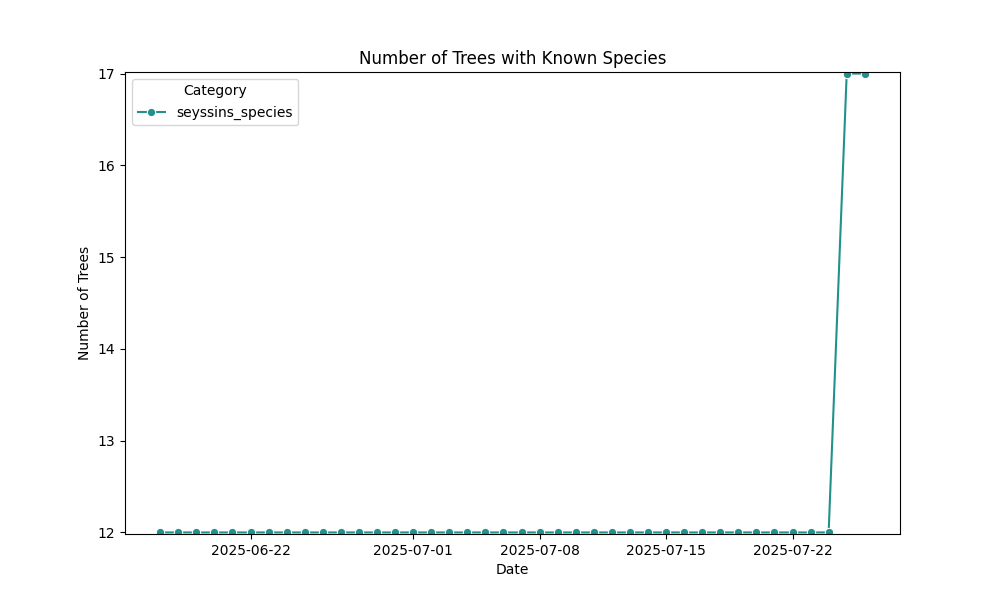 Number of Trees with Known Species
Category
seyssins_species
Number of Trees
17
16
15
14
13
12
2025-06-22
2025-07-01
2025-07-08
2025-07-15
2025-07-22
Date